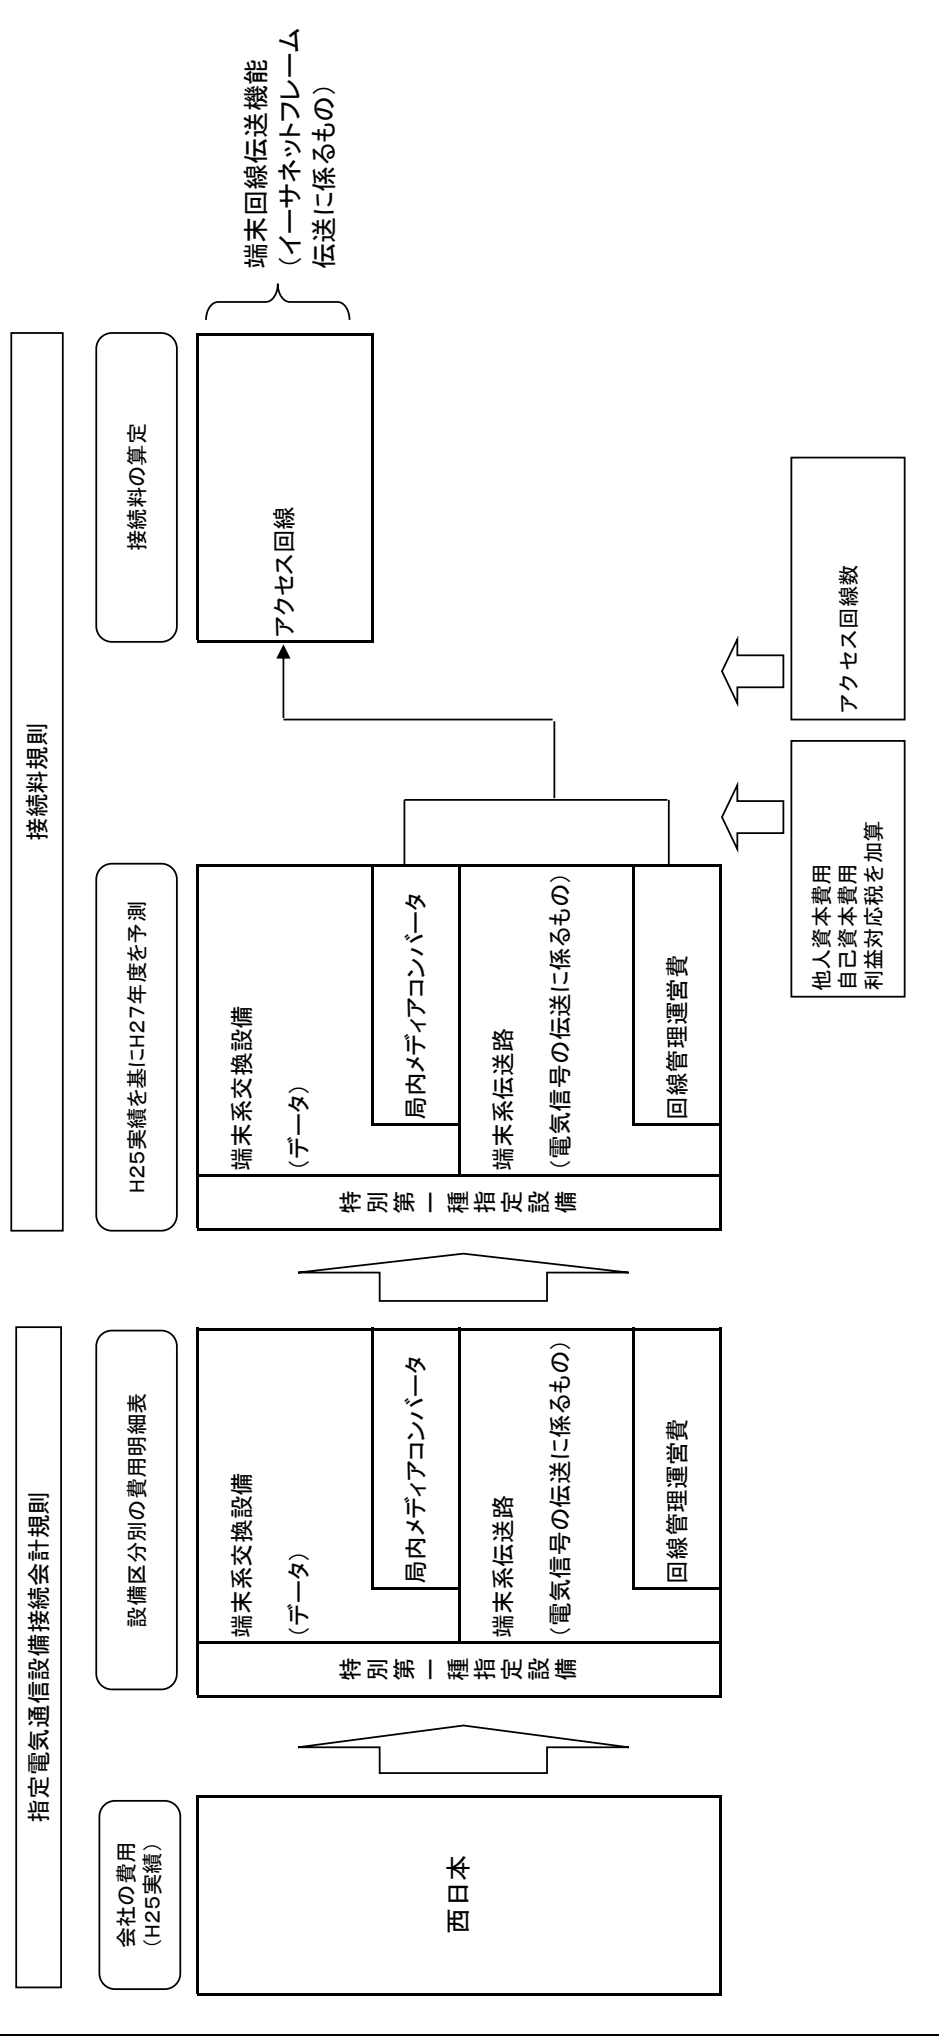 指定電気通信設備接続会計規則
接続料規則
会社の費用
（H25実績）
設備区分別の費用明細表
H25実績を基にH27年度を予測
接続料の算定
西日本
特別第一種指定設備
端末系交換設備
（データ）
局内メディアコンバータ
端末系伝送路
（電気信号の伝送に係るもの）
回線管理運営費
特別第一種指定設備
端末系交換設備
（データ）
局内メディアコンバータ
端末系伝送路
（電気信号の伝送に係るもの）
回線管理運営費
アクセス回線
端末回線伝送機能
（イーサネットフレーム
伝送に係るもの）
他人資本費用
自己資本費用
利益対応税を加算
アクセス回線数